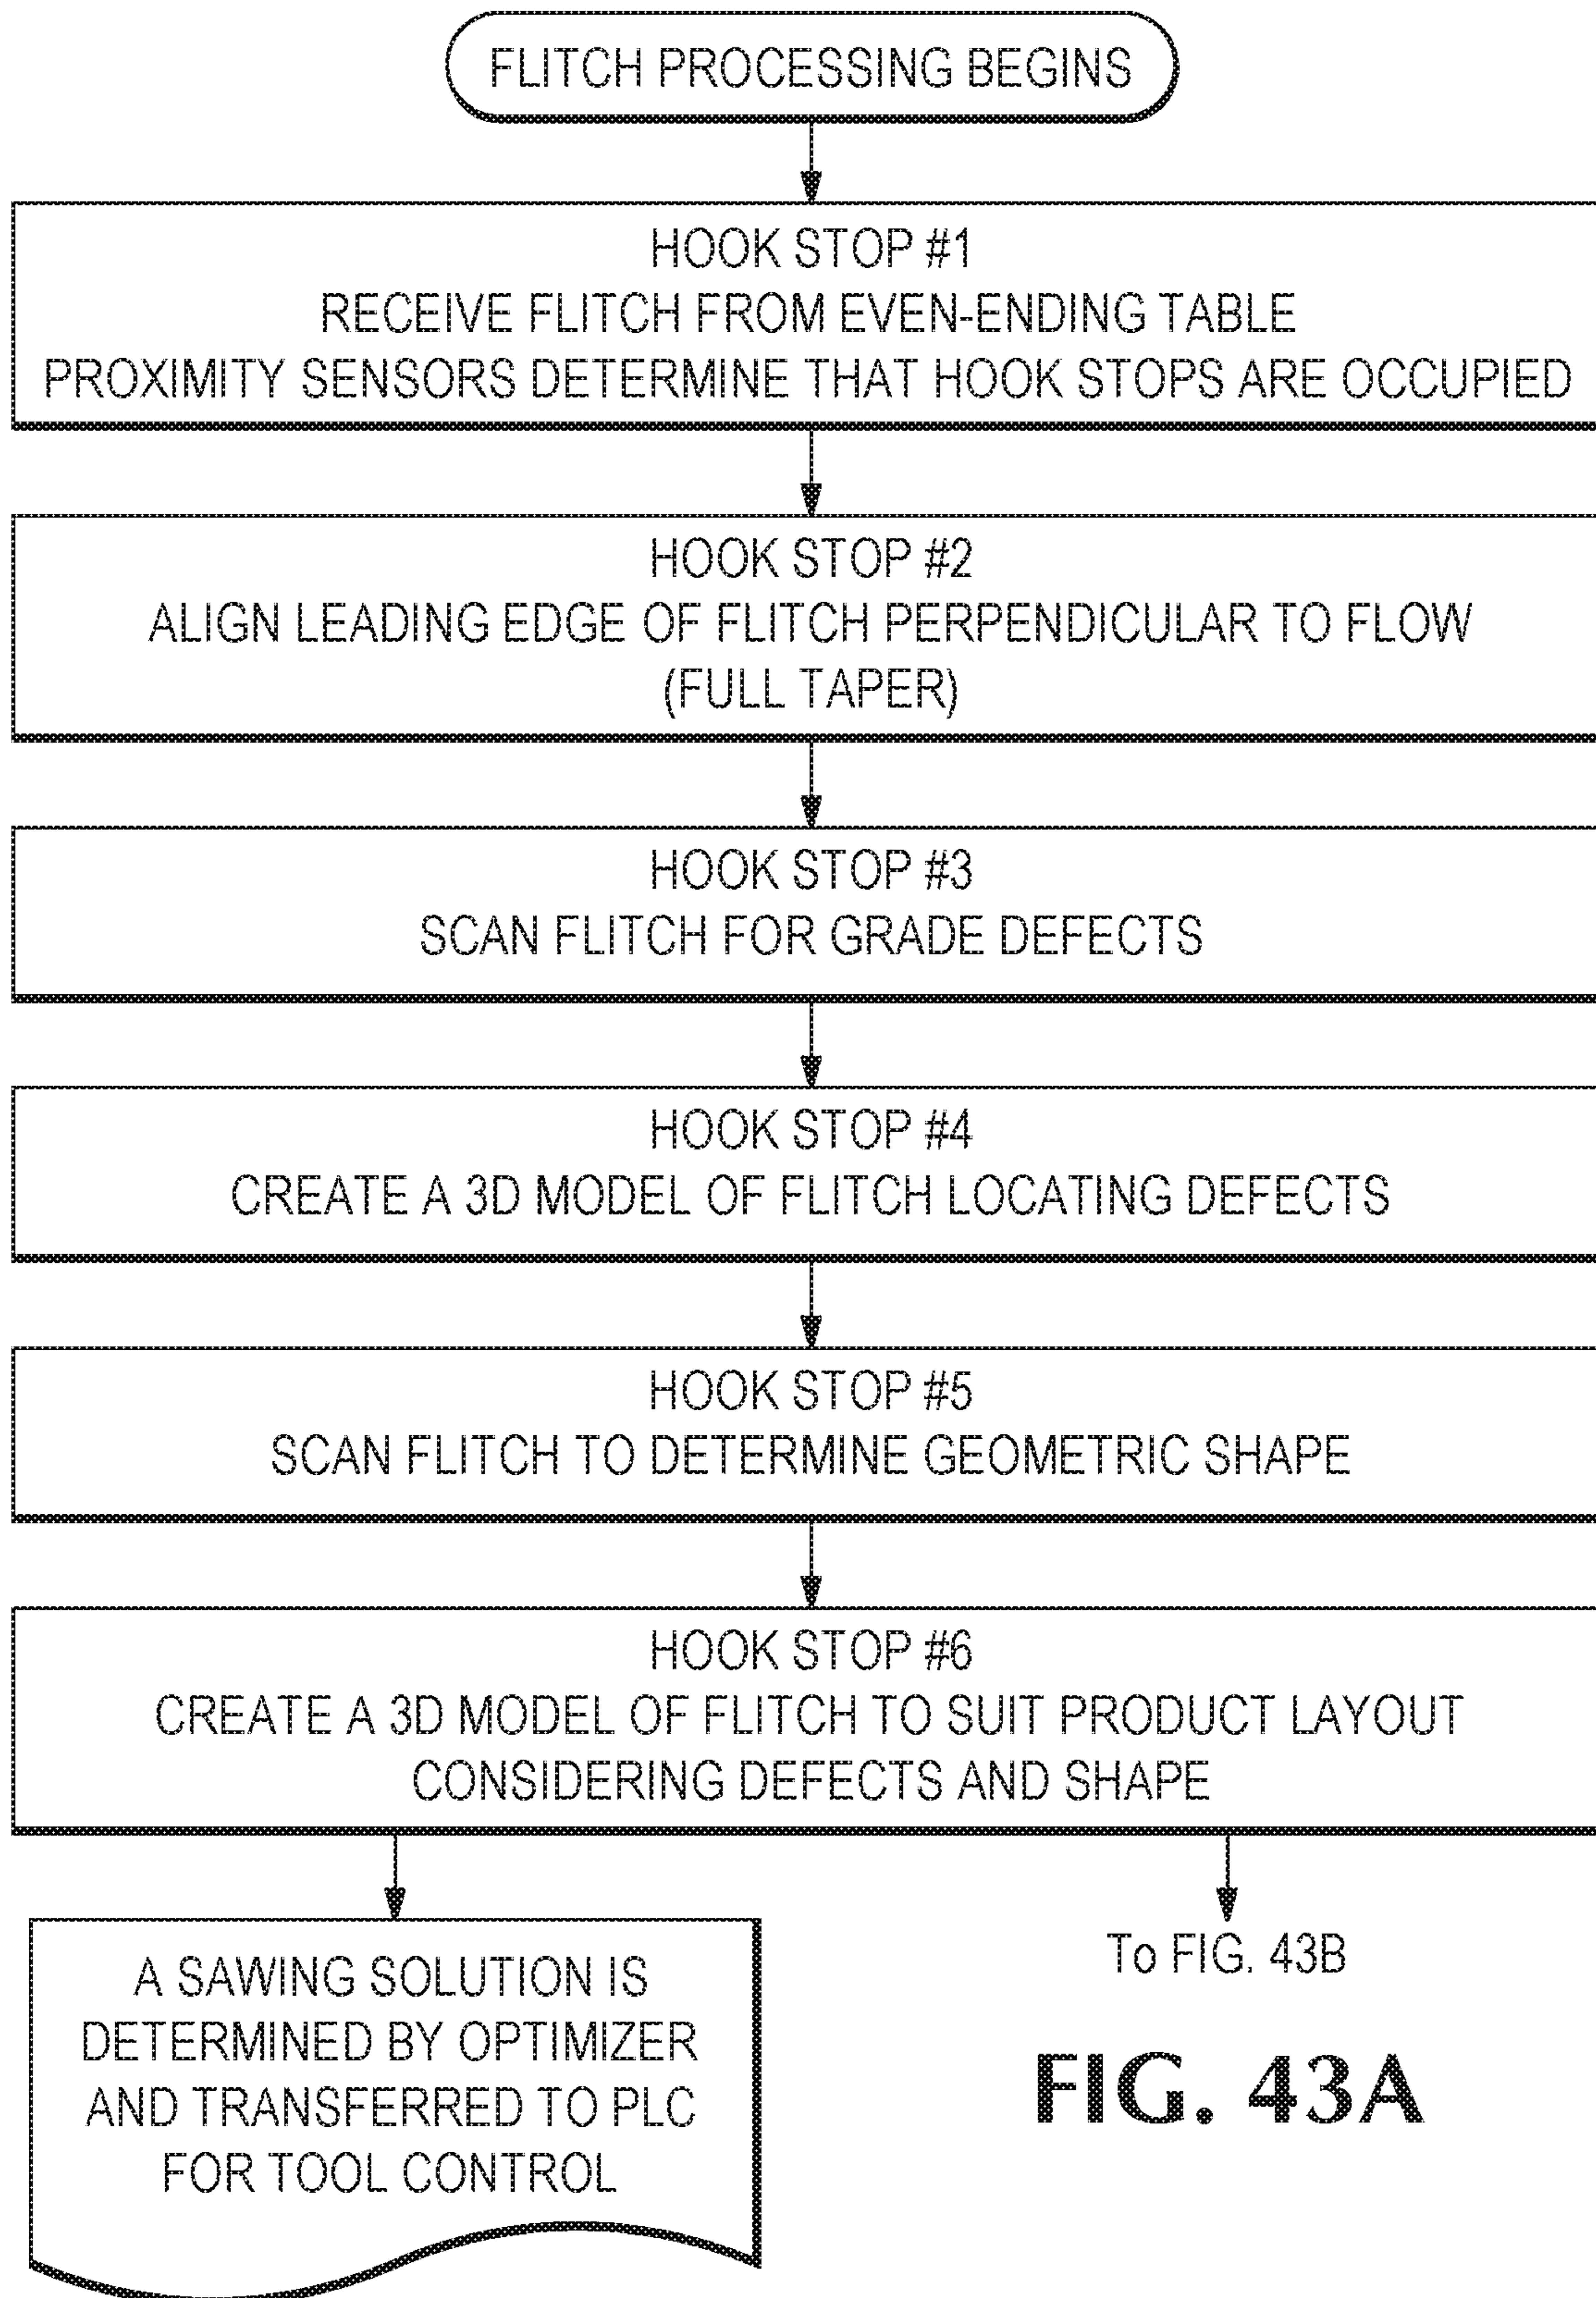 FLITCH PROCESSING BEGINS
HOOK STOP #1
RECEIVE FLITCH FROM EVEN-ENDING TABLE
PROXIMITY SENSORS DETERMINE THAT HOOK STOPS ARE OCCUPIED
HOOK STOP #2
ALIGN LEADING EDGE OF FLITCH PERPENDICULAR TO FLOW
(FULL TAPER)
HOOK STOP #3
SCAN FLITCH FOR GRADE DEFECTS
HOOK STOP #4
CREATE A 3D MODEL OF FLITCH LOCATING DEFECTS
HOOK STOP #5
SCAN FLITCH TO DETERMINE GEOMETRIC SHAPE
HOOK STOP #6
CREATE A 3D MODEL OF FLITCH TO SUIT PRODUCT LAYOUT
CONSIDERING DEFECTS AND SHAPE
A SAWING SOLUTION IS
DETERMINED BY OPTIMIZER
AND TRANSFERRED TO PLC
FOR TOOL CONTROL
To FIG. 43B
FIG. 43A